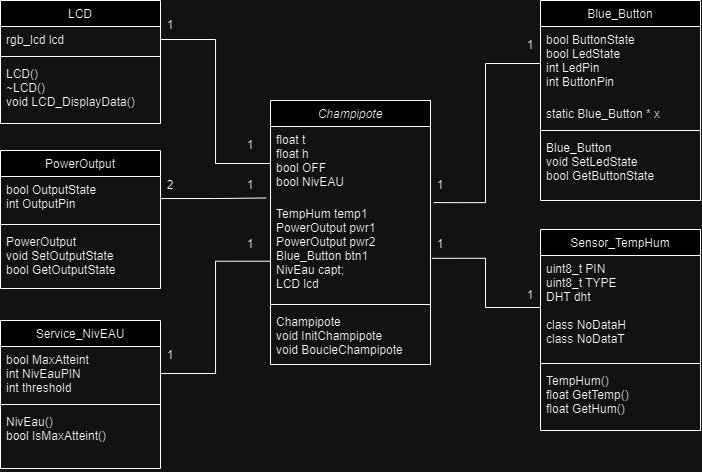 LCD
rgb_lcd lcd
LCD()
~LCD()
void LCD_DisplayData()
1
PowerOutput
bool OutputState
int OutputPin
PowerOutput
void SetOutputState
bool GetOutputState
2
Service_NivEAU
bool MaxAtteint
int NivEauPIN
int threshold
NivEau()
bool IsMaxAtteint()
1
1
1
1
Champipote
float t
float h
bool OFF
bool NivEAU
TempHum temp1
PowerOutput pwr1
PowerOutput pwr2
Blue_Button btn1
NivEau capt;
LCD lcd
Champipote
void InitChampipote
void BoucleChampipote
1
1
1
Blue_Button
bool ButtonState
bool LedState
int LedPin
int ButtonPin
static Blue_Button * x
Blue_Button
void SetLedState
bool GetButtonState
1
Sensor_TempHum
uint8_t PIN
uint8_t TYPE
DHT dht
class NoDataH
class NoDataT
TempHum()
float GetTemp()
float GetHum()